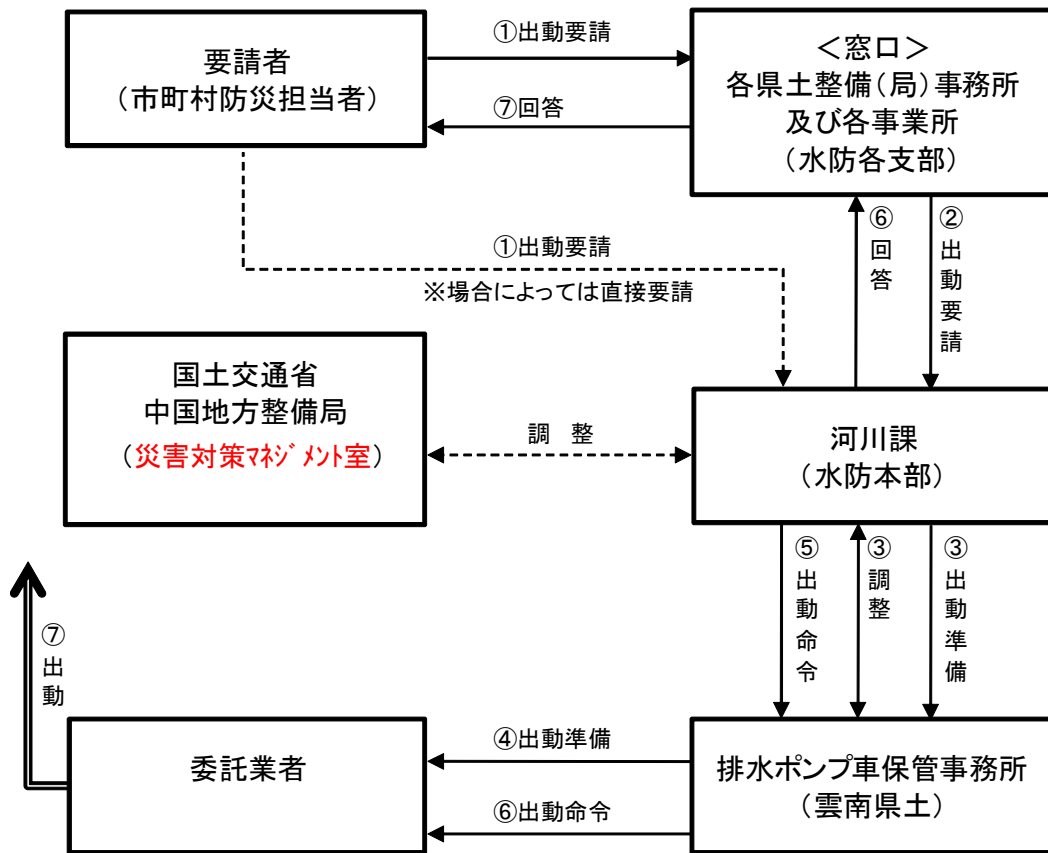 要請者
（市町村防災担当者）
①出動要請
⑦回答
＜窓口＞
各県土整備（局）事務所
及び各事業所
（水防各支部）
①出動要請
※場合によっては直接要請
⑥回答
②出動要請
国土交通省
中国地方整備局
（災害対策ﾏﾈｼﾞﾒﾝﾄ室）
調　整
河川課
（水防本部）
⑤出動命令
③調整
③出動準備
⑦出動
委託業者
④出動準備
⑥出動命令
排水ポンプ車保管事務所
（雲南県土）